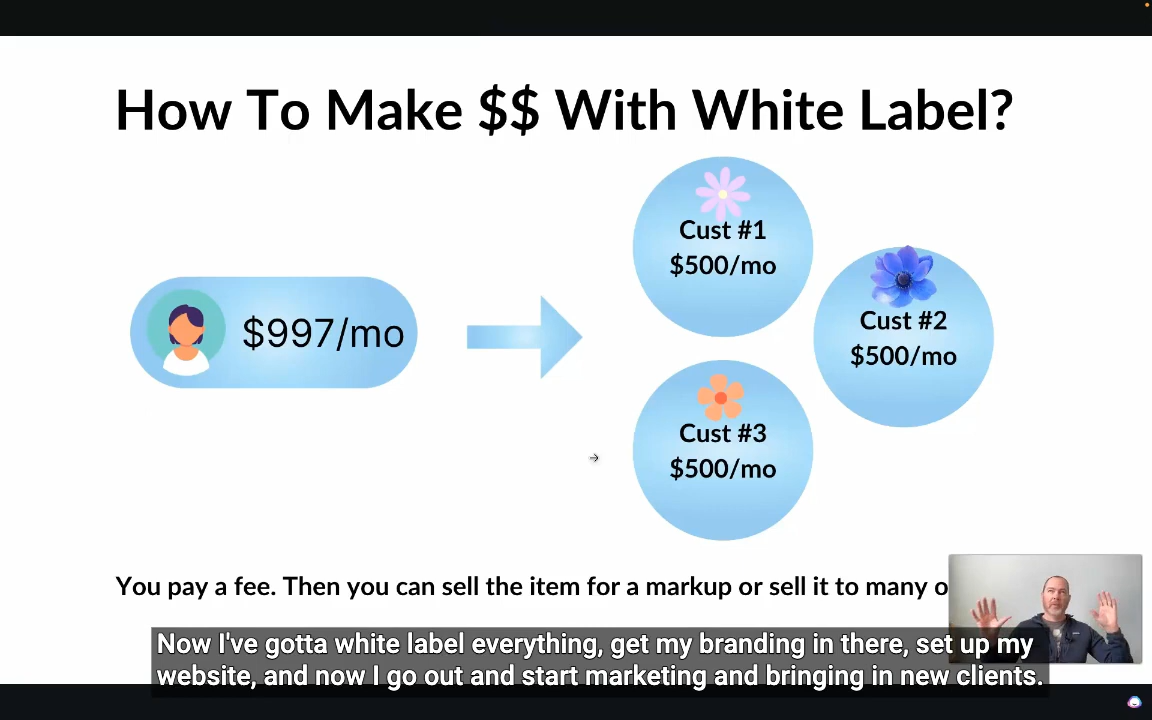 How To Make $$ With White Label?
$997/mo
Cust #1
$500/mo
Cust #2
$500/mo
Cust #3
$500/mo
You pay a fee. Then you can sell the item for a markup or sell it to many
Now I've gotta white label everything, get my branding in there, set up my
website, and now I go out and start marketing and bringing in new clients.